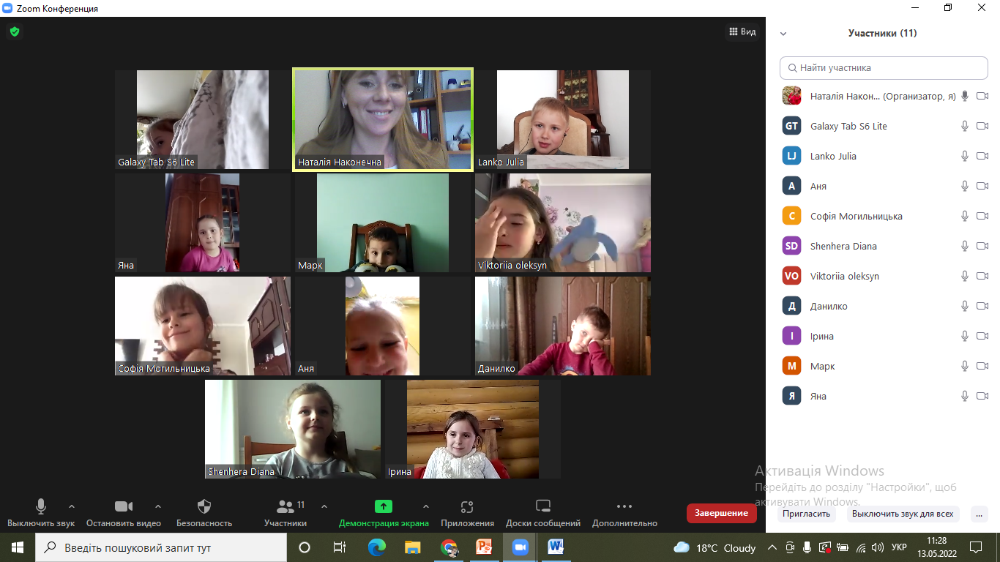 Zoom Конференция
Вид
Galaxy Tab S6 Lite
Наталія Наконечна
Lanko Julia
Яна
Марк
Viktoriia oleksyn
Софія Могильницька
Аня
Данилко
Shenhera Diana
Ірина
Участники (11)
Найти участника
Наталія Након... (Организатор, я)
GT Galaxy Tab S6 Lite
LJ Lanko Julia
А Аня
С Софія Могильницька
SD Shenhera Diana
VO Viktoriia oleksyn
Д Данилко
І Ірина
М Марк
Я Яна
Активація Windows
Перейдіть до розділу "Настройки", щоб
активувати Windows.
Пригласить
Выключить звук для всех
...
11
Выключить звук
Остановить видео
Безопасность
Участники
Демонстрация экрана
Приложения
Доски сообщений
Дополнительно
Завершение
Введіть пошуковий запит тут
18°C Cloudy
УКР
11:28
13.05.2022